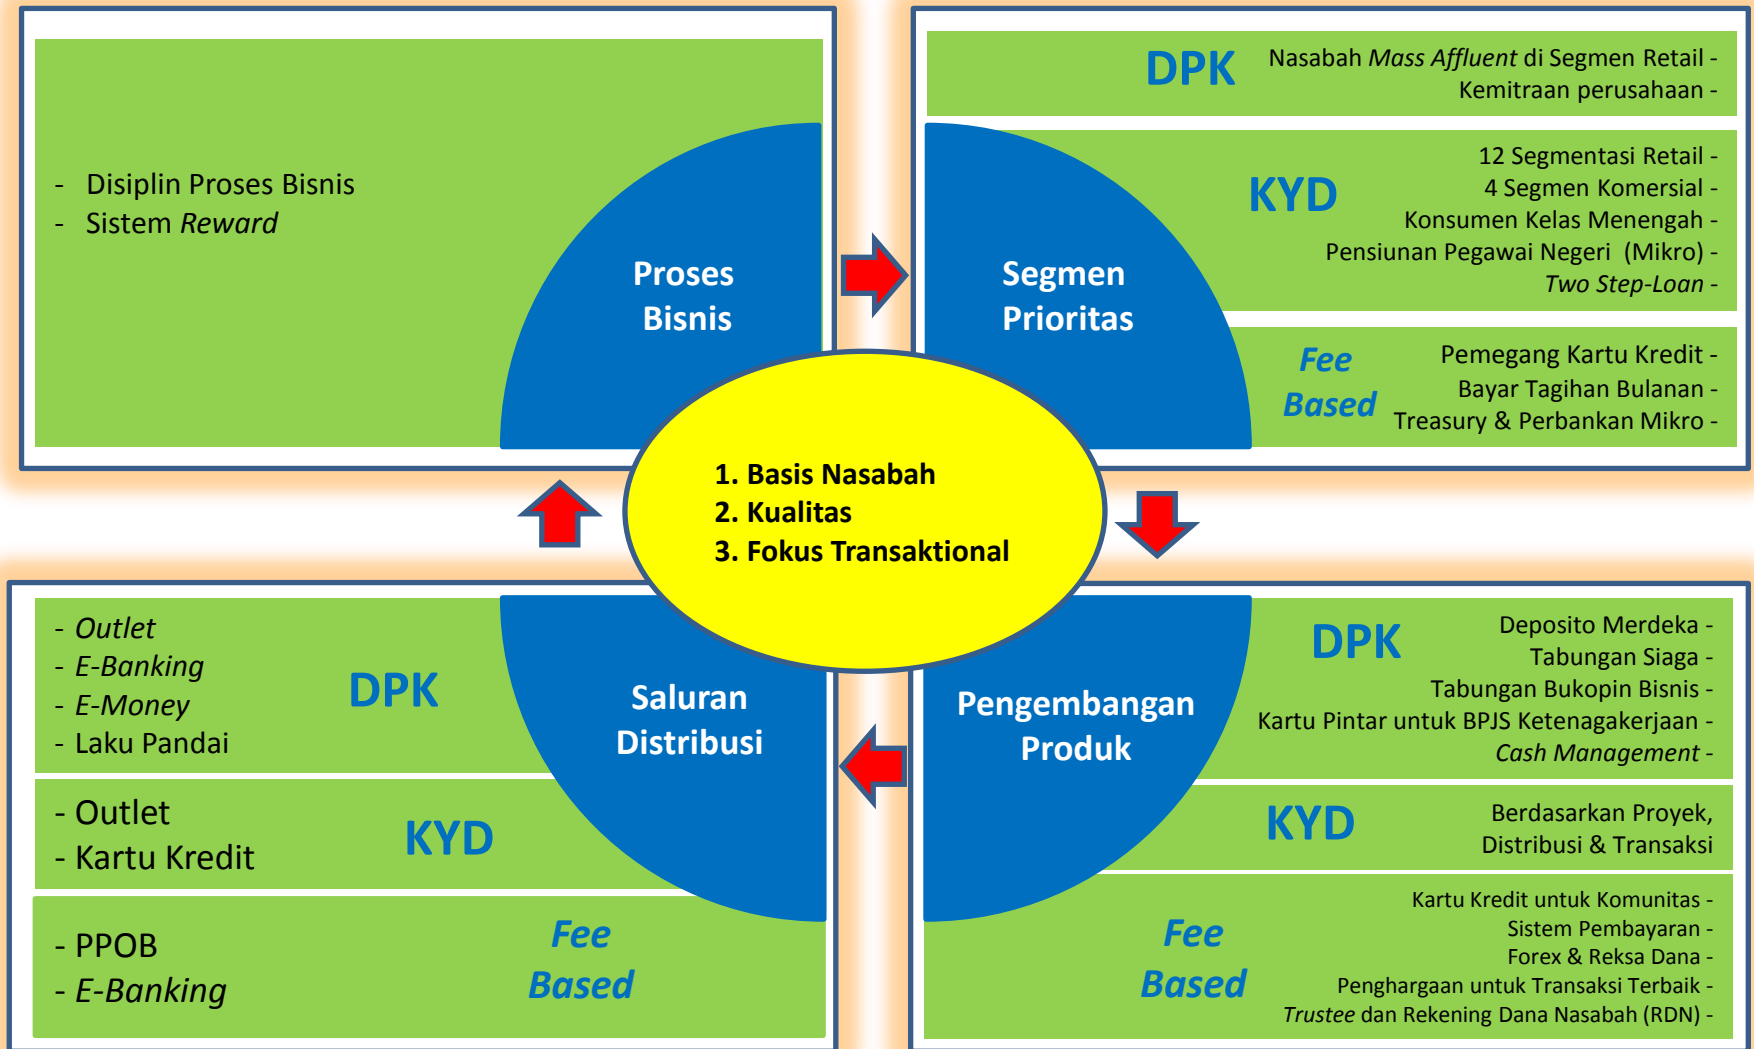 - Disiplin Proses Bisnis
- Sistem Reward
Proses
Bisnis
DPK
Nasabah Mass Affluent di Segmen Retail -
Kemitraan perusahaan -
KYD
12 Segmentasi Retail -
4 Segmen Komersial -
Konsumen Kelas Menengah -
Pensiunan Pegawai Negeri (Mikro) -
Two Step-Loan -
Segmen
Prioritas
Fee
Based
Pemegang Kartu Kredit -
Bayar Tagihan Bulanan -
Treasury & Perbankan Mikro -
1. Basis Nasabah
2. Kualitas
3. Fokus Transaktional
- Outlet
- E-Banking
- E-Money
- Laku Pandai
DPK
Saluran
Distribusi
- Outlet
- Kartu Kredit
KYD
- PPOB
- E-Banking
Fee
Based
Pengembangan
Produk
DPK
Deposito Merdeka -
Tabungan Siaga -
Tabungan Bukopin Bisnis -
Kartu Pintar untuk BPJS Ketenagakerjaan -
Cash Management -
KYD
Berdasarkan Proyek,
Distribusi & Transaksi
Fee
Based
Kartu Kredit untuk Komunitas -
Sistem Pembayaran -
Forex & Reksa Dana -
Penghargaan untuk Transaksi Terbaik -
Trustee dan Rekening Dana Nasabah (RDN) -